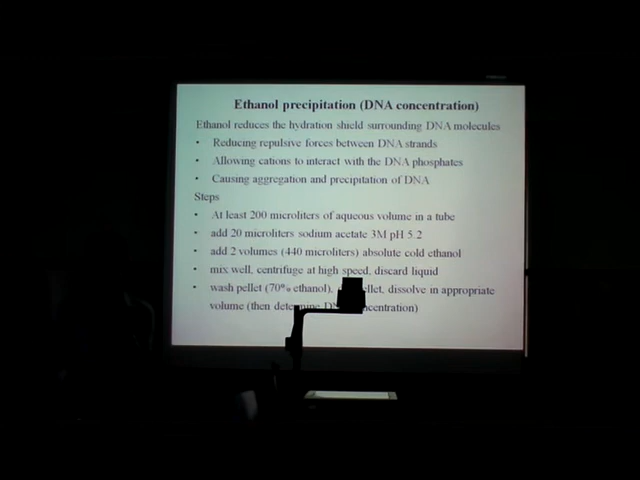 Ethanol precipitation (DNA concentration)
Ethanol reduces the hydration shield surrounding DNA molecules
• Reducing repulsive forces between DNA strands
• Allowing cations to interact with the DNA phosphates
• Causing aggregation and precipitation of DNA
Steps
• At least 200 microliters of aqueous volume in a tube
• add 20 microliters sodium acetate 3M pH 5.2
• add 2 volumes (440 microliters) absolute cold ethanol
• mix well, centrifuge at high speed, discard liquid
• wash pellet (70% ethanol), ellet, dissolve in appropriate
volume (then determine D ncentration)